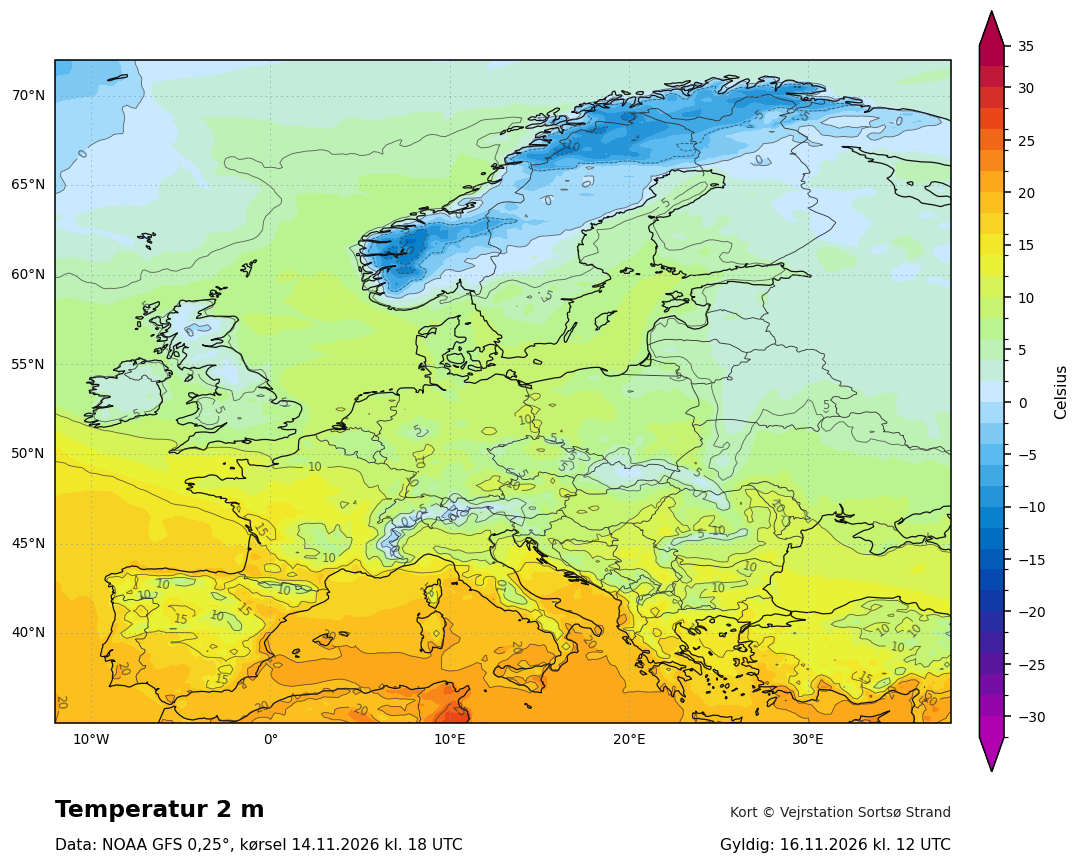 70°N
65°N
60°N
55°N
50°N
45°N
40°N
10°W 0° 10°E 20°E 30°E
35
30
25
20
15
10
5
0
−5
−10
−15
−20
−25
−30
Celsius
Temperatur 2 m
Kort © Vejrstation Sortsø Strand
Data: NOAA GFS 0,25°, kørsel 14.11.2026 kl. 18 UTC
Gyldig: 16.11.2026 kl. 12 UTC